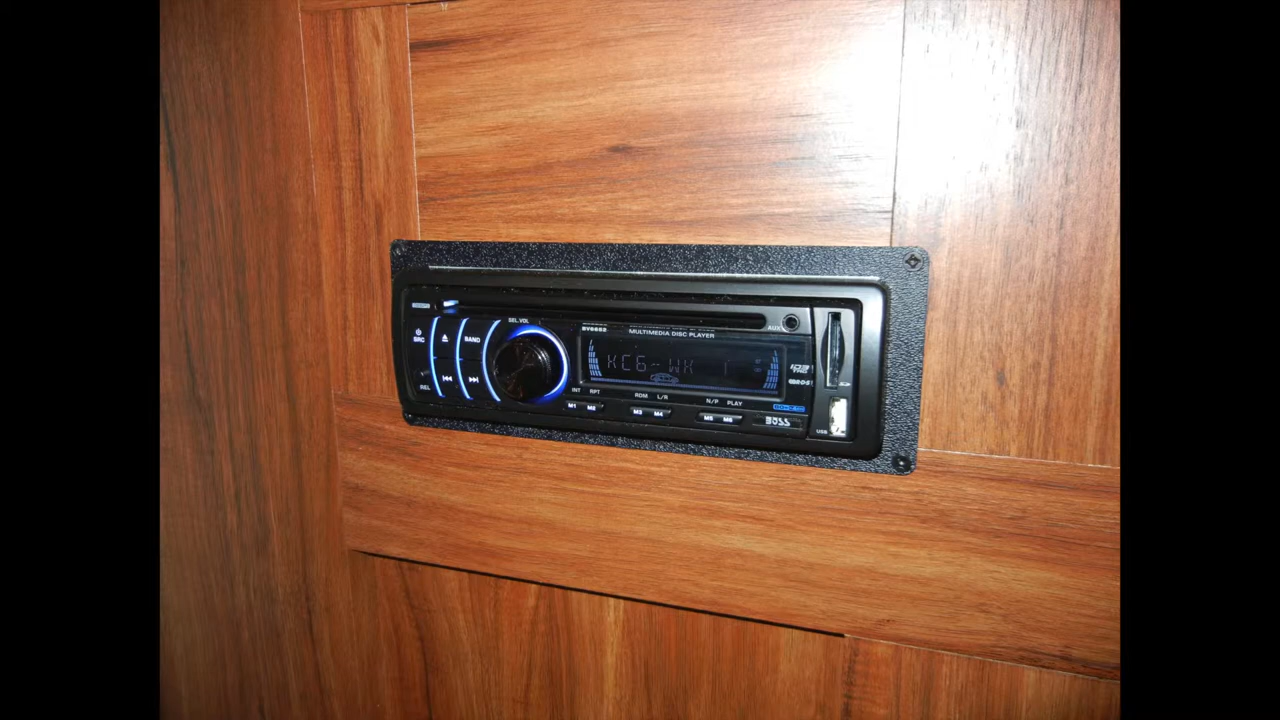 SEL VOL
AUX
MULTIMEDIA DISC PLAYER
SRC
BAND
KC6-WK 1
SEL
INT RPT RDM L/R N/P PLAY
M1 M2 M3 M4 M5 M6
BOSS
USB